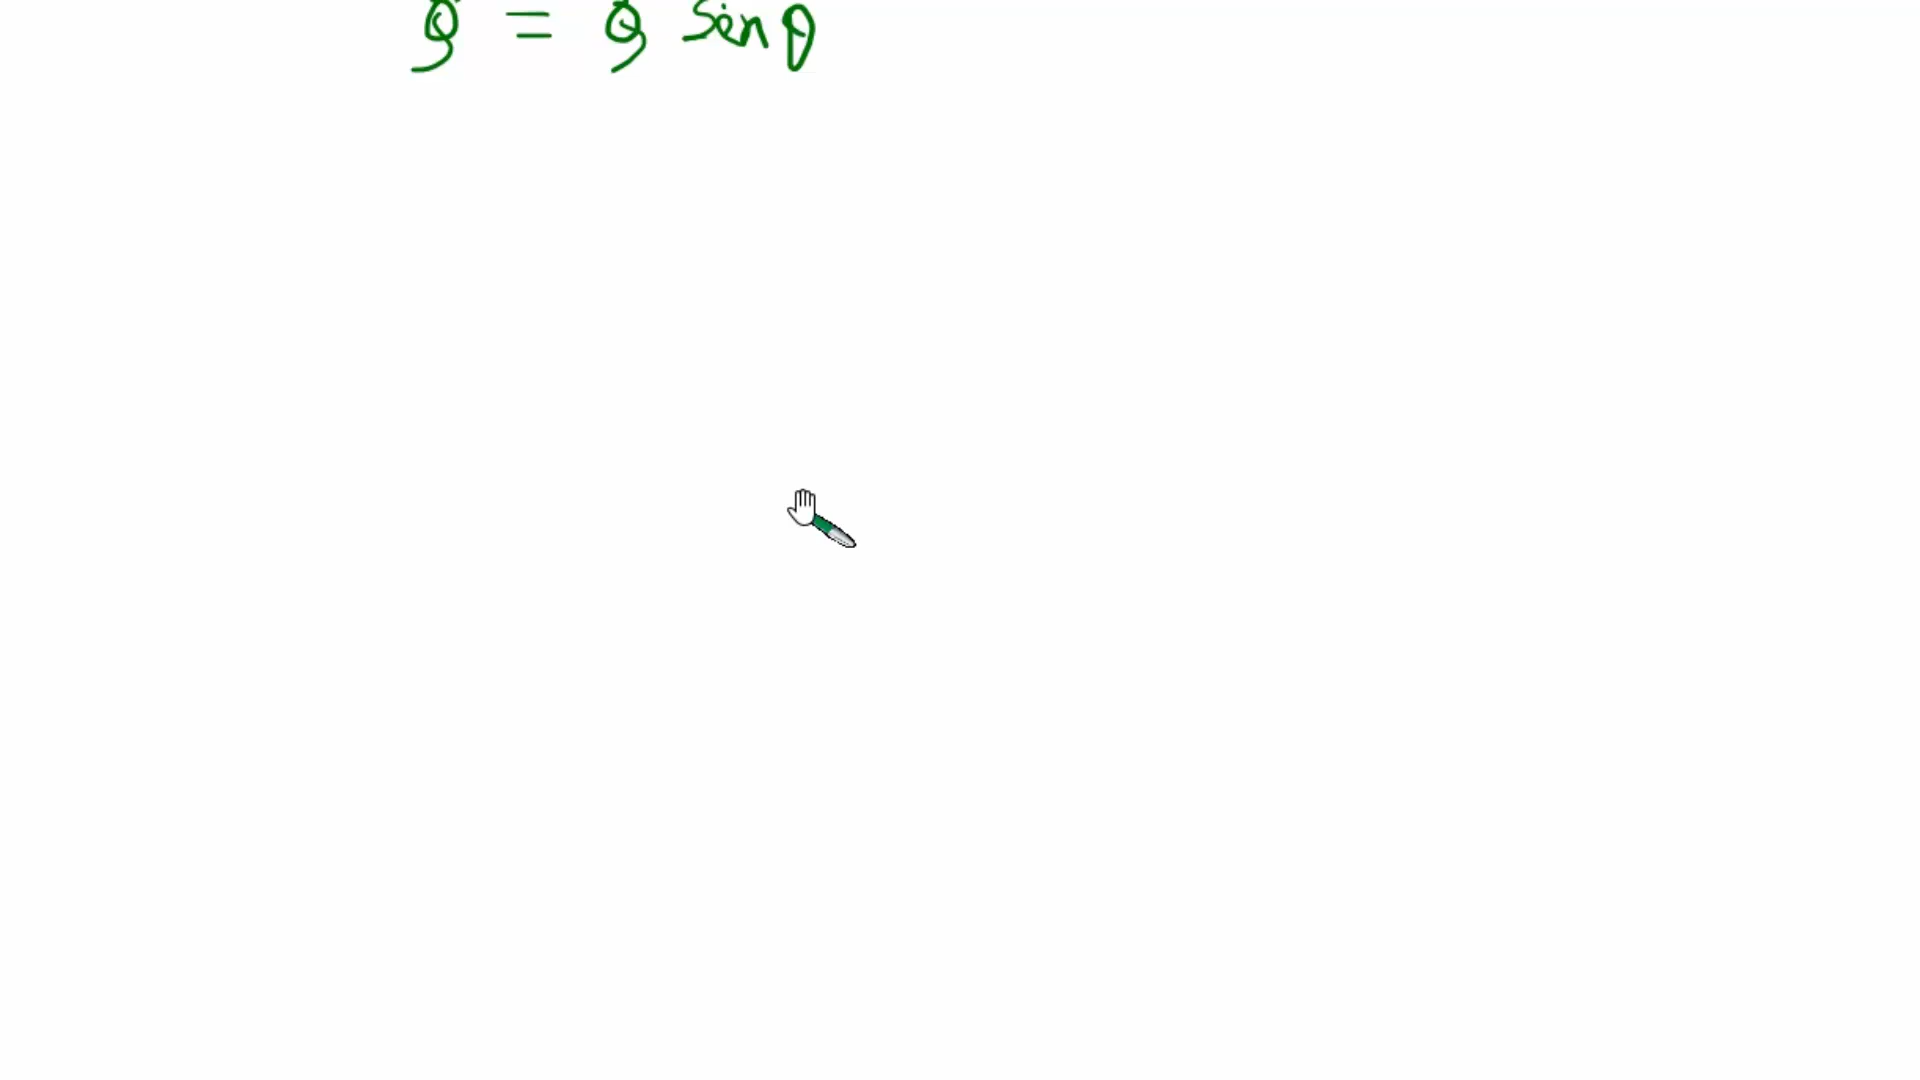 Q = Q Sin θ